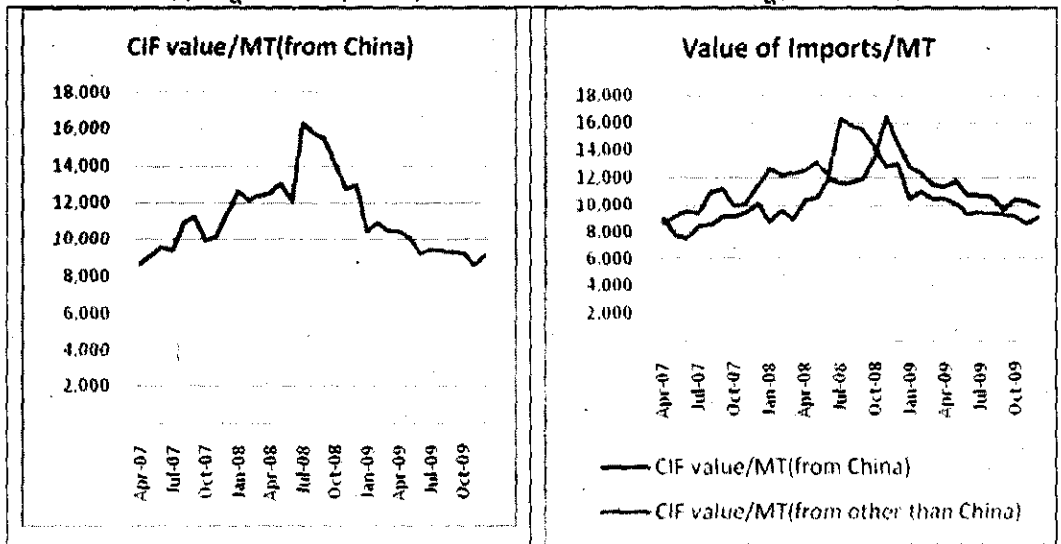 CIF value/MT(from China)
18.000
16,000
14,000
12,000
10,000
8,000
6,000
4.000
2.000
Apr-07
Jul-07
Oct-07
Jan-08
Apr-08
Jul-08
Oct-08
Jan-09
Apr-09
Jul-09
Oct-09
Value of Imports/MT
18.000
16.000
14,000
12,000
10,000
8,000
6,000
4,000
2,000
Apr-07
Jul-07
Oct-07
Jan-08
Apr-08
Jul-08
Oct-08
Jan-09
Apr-09
Jul-09
Oct-09
CIF value/MT(from China)
CIF value/MT(from other than China)